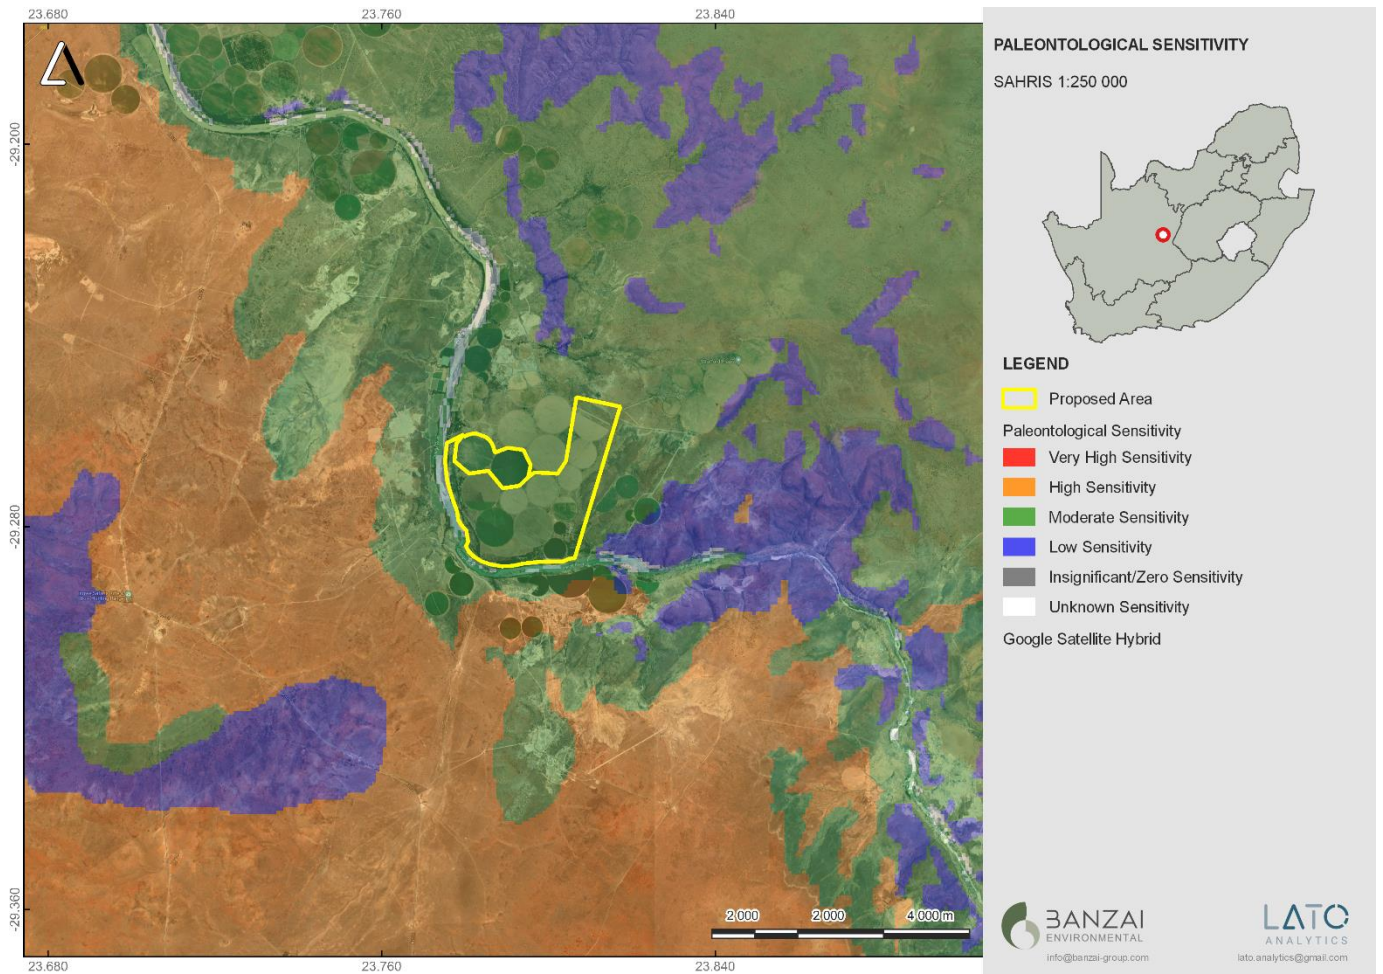 23.680
23.760
23.840
-29.200
-29.280
-29.360
2 000
2 000
4 000 m
23.680
23.760
23.840
PALEONTOLOGICAL SENSITIVITY
SAHRIS 1:250 000
LEGEND
Proposed Area
Paleontological Sensitivity
Very High Sensitivity
High Sensitivity
Moderate Sensitivity
Low Sensitivity
Insignificant/Zero Sensitivity
Unknown Sensitivity
Google Satellite Hybrid
BANZAI
ENVIRONMENTAL
info@banzai-group.com
LATO
ANALYTICS
lato.analytics@gmail.com